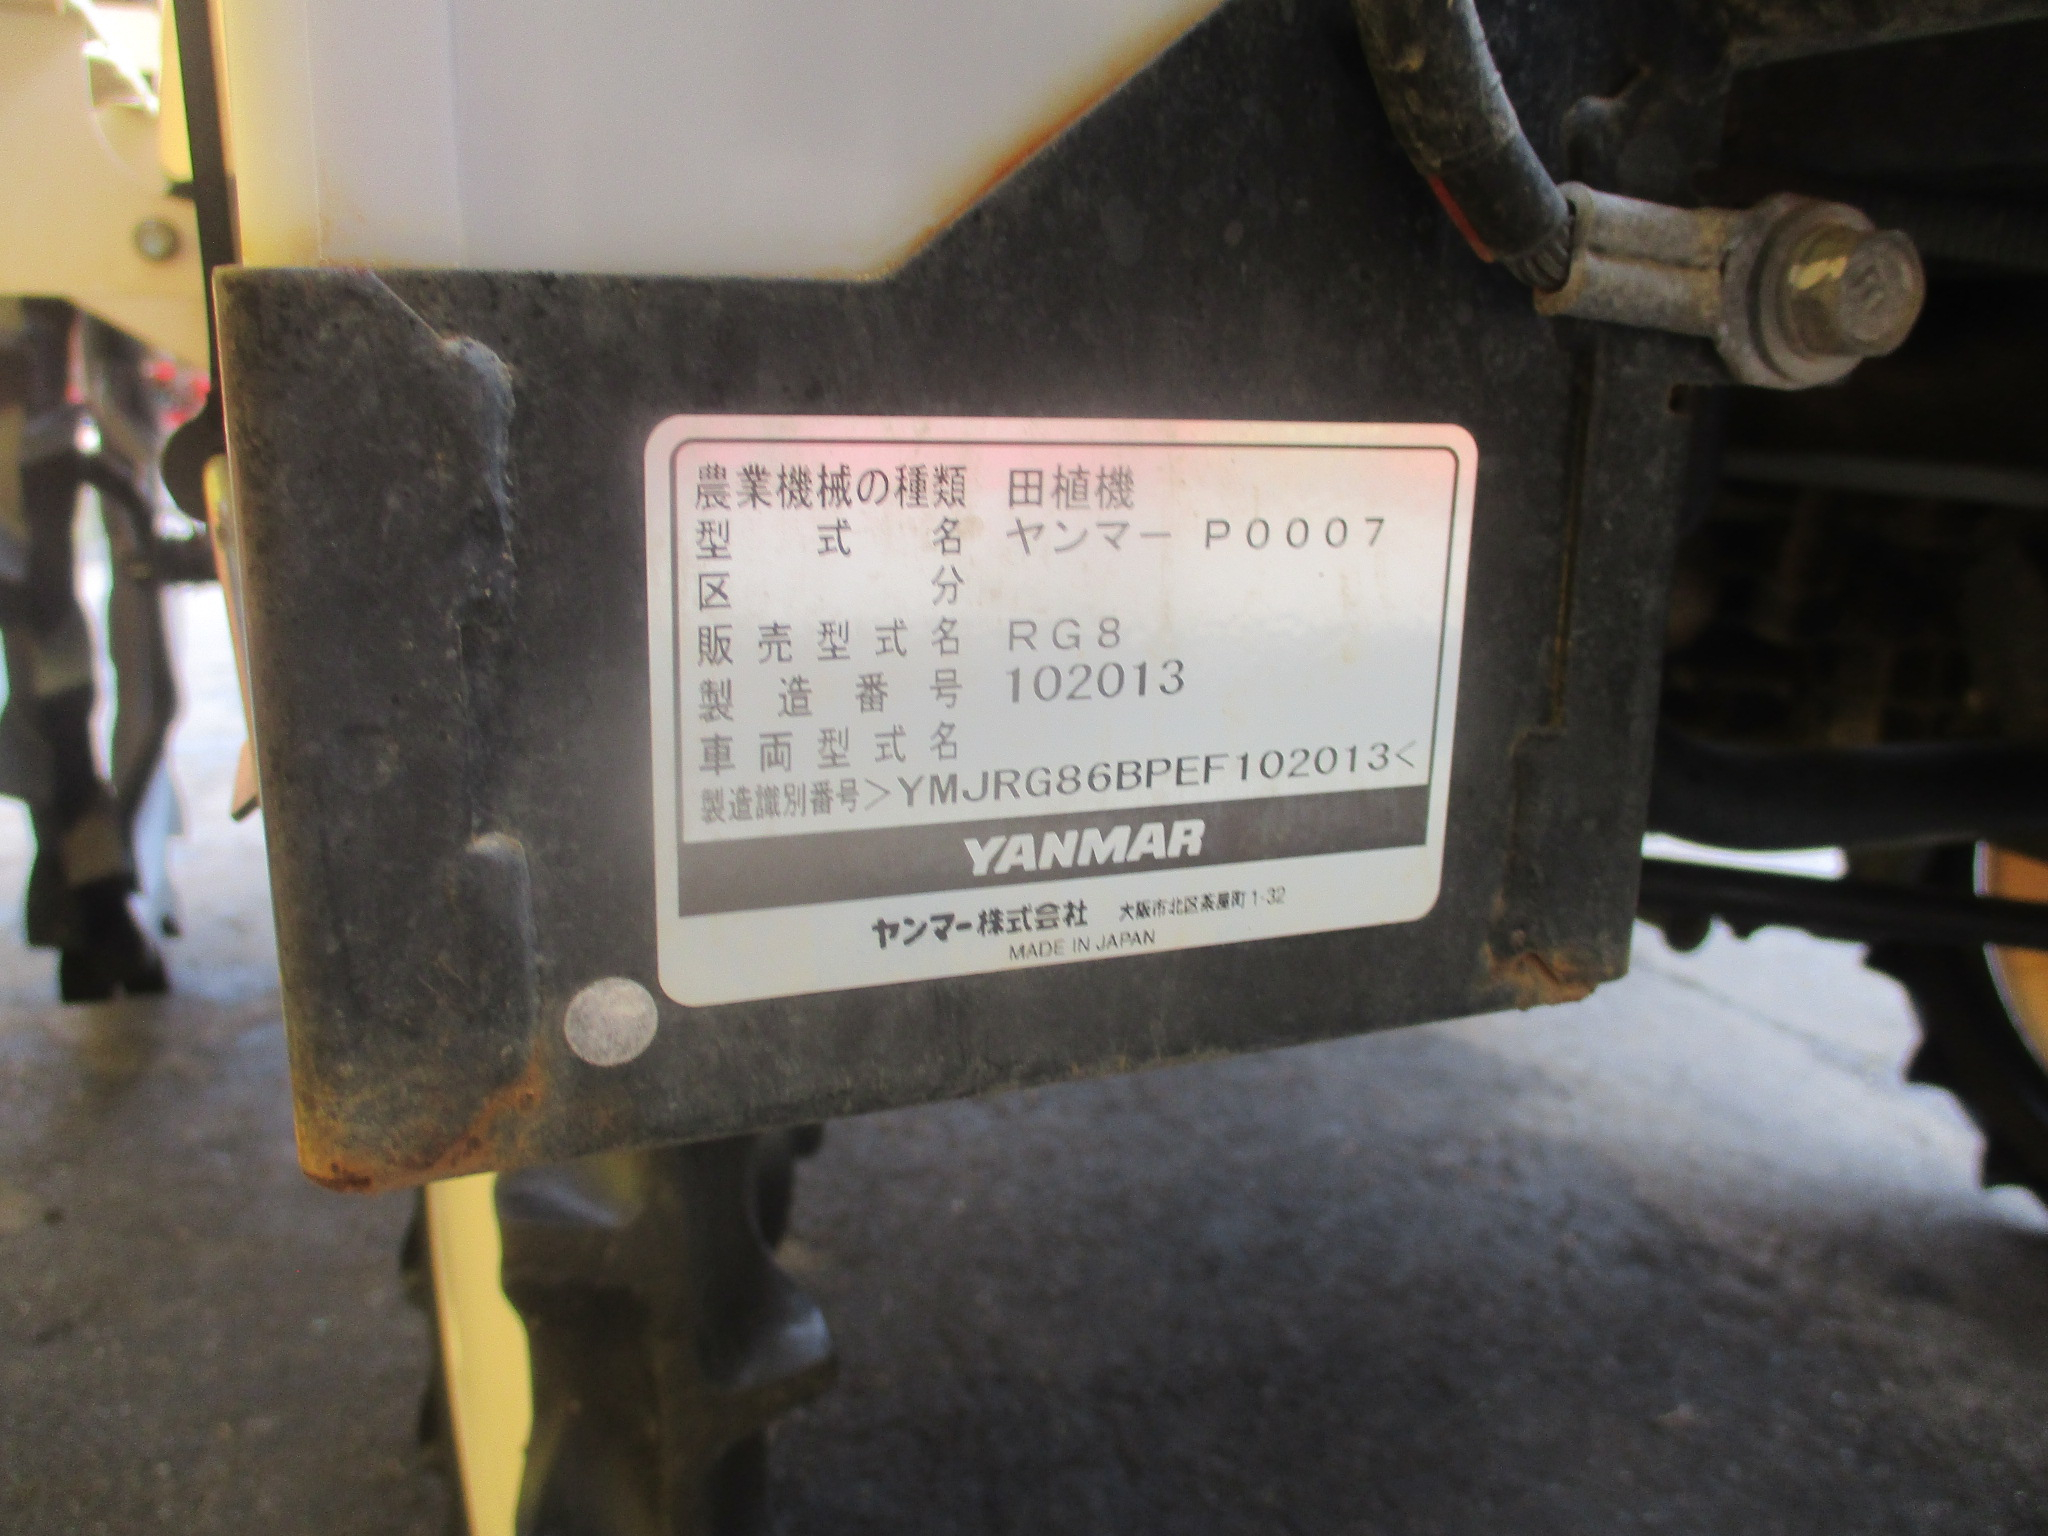 農業機械の種類 田植機
型式名 ヤンマー P0007
区分
販売型式名 RG8
製造番号 102013
車両型式名
製造識別番号>YMJRG86BPEF102013<
YANMAR
ヤンマー株式会社 大阪市北区茶屋町1-32
MADE IN JAPAN